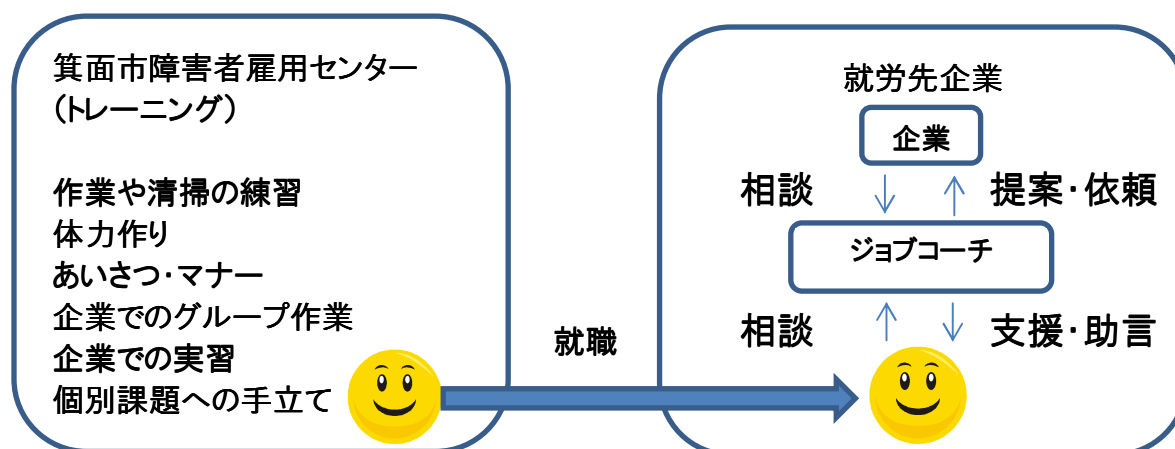 箕面市障害者雇用センター
(トレーニング)
作業や清掃の練習
体力作り
あいさつ・マナー
企業でのグループ作業
企業での実習
個別課題への手立て
就職
就労先企業
企業
相談
提案・依頼
ジョブコーチ
相談
支援・助言